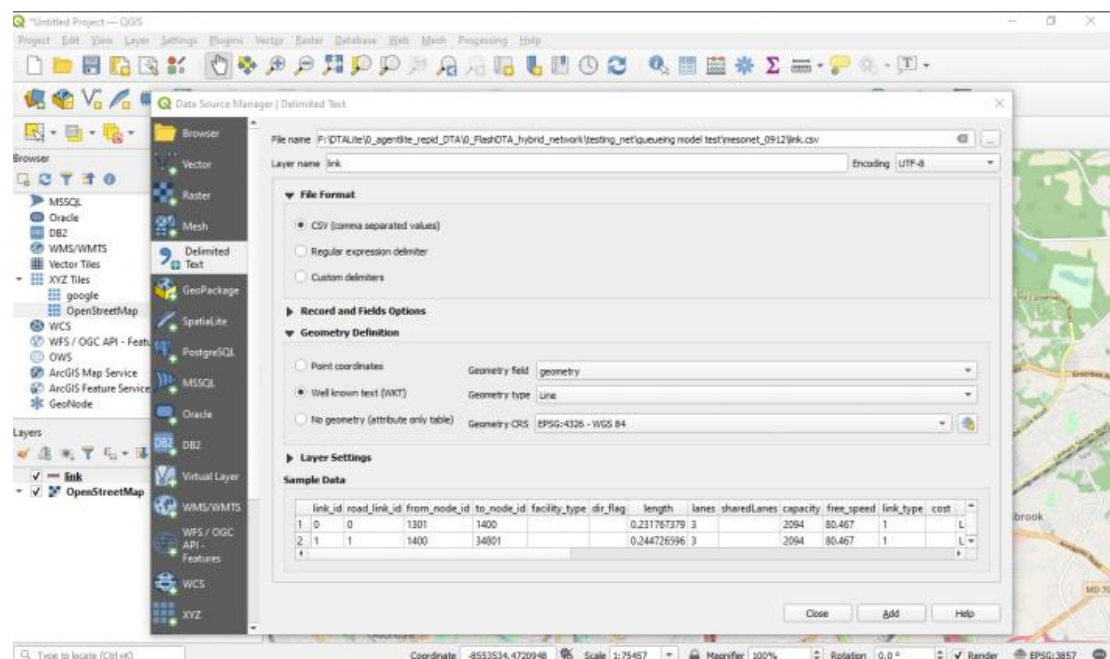 *Untitled Project — QGIS
Project Edit View Layer Settings Plugins Vector Raster Database Web Mesh Processing Help
Data Source Manager | Delimited Text
Browser
MSSQL
Oracle
DB2
WMS/WMTS
Vector Tiles
XYZ Tiles
google
OpenStreetMap
WCS
WFS / OGC API - Featu
OWS
ArcGIS Map Service
ArcGIS Feature Service
GeoNode
Layers
link
OpenStreetMap
Browser
Vector
Raster
Mesh
Delimited
Text
GeoPackage
SpatiaLite
PostgreSQL
MSSQL
Oracle
DB2
Virtual Layer
WMS/WMTS
WFS / OGC
API -
Features
WCS
XYZ
File name F:\DTALite\0_agentlite_repid_DTA\0_FlashDTA_hybrid_network\testing_net\queueing model test\mesonet_0912\link.csv
Layer name link Encoding UTF-8
File Format
CSV (comma separated values)
Regular expression delimiter
Custom delimiters
Record and Fields Options
Geometry Definition
Point coordinates Geometry field geometry
Well known text (WKT) Geometry type Line
No geometry (attribute only table) Geometry CRS EPSG:4326 - WGS 84
Layer Settings
Sample Data
link_id road_link_id from_node_id to_node_id facility_type dir_flag length lanes sharedLanes capacity free_speed link_type cost
1 0 0 1301 1400 0.231767379 3 2094 80.467 1 L
2 1 1 1400 34801 0.244726596 3 2094 80.467 1 L
Close Add Help
brook
Type to locate (Ctrl+K) Coordinate -8553534,4720948 Scale 1:75457 Magnifier 100% Rotation 0.0 ° Render EPSG:3857